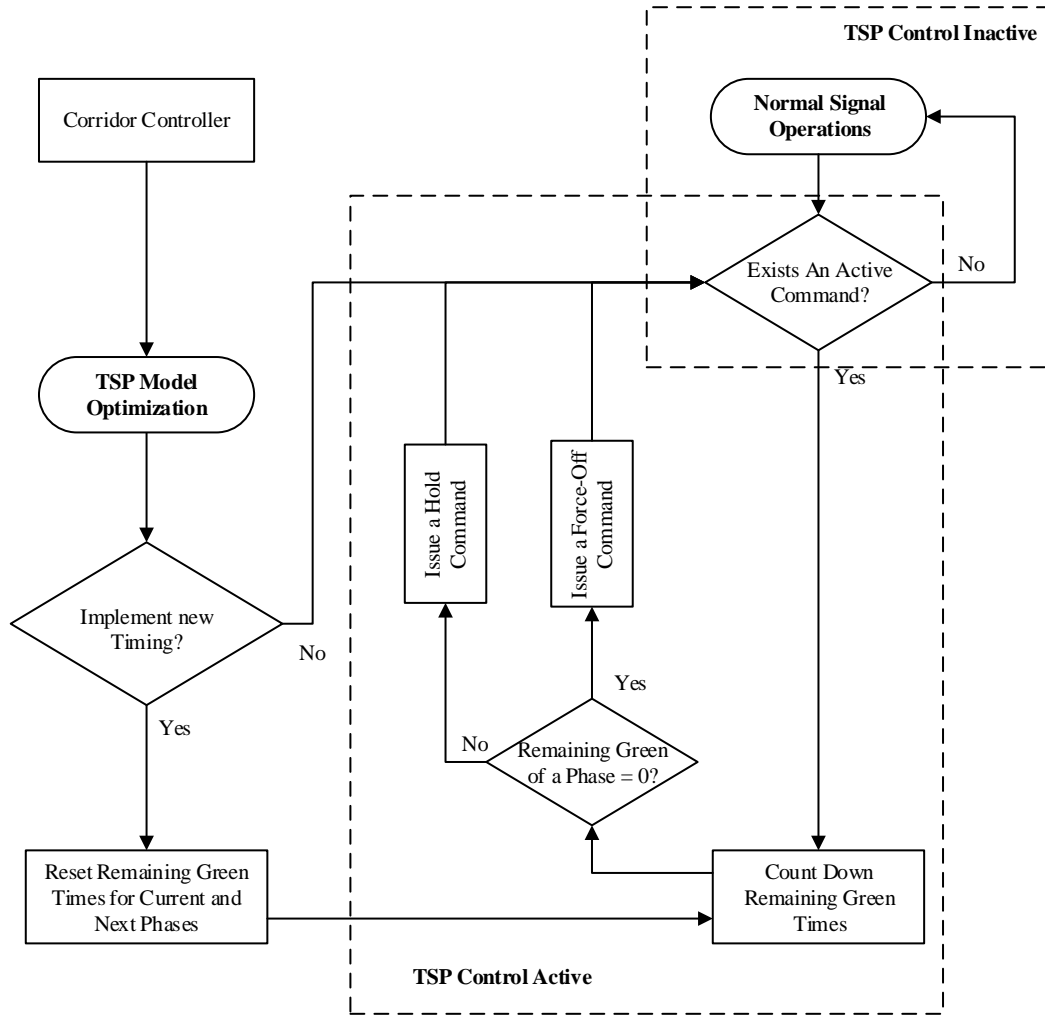 TSP Control Inactive
Corridor Controller
Normal Signal
Operations
Exists An Active
Command?
No
Yes
TSP Model
Optimization
Issue a Hold
Command
Issue a Force-Off
Command
Implement new
Timing?
No
Yes
Yes
No
Remaining Green
of a Phase = 0?
Reset Remaining Green
Times for Current and
Next Phases
Count Down
Remaining Green
Times
TSP Control Active